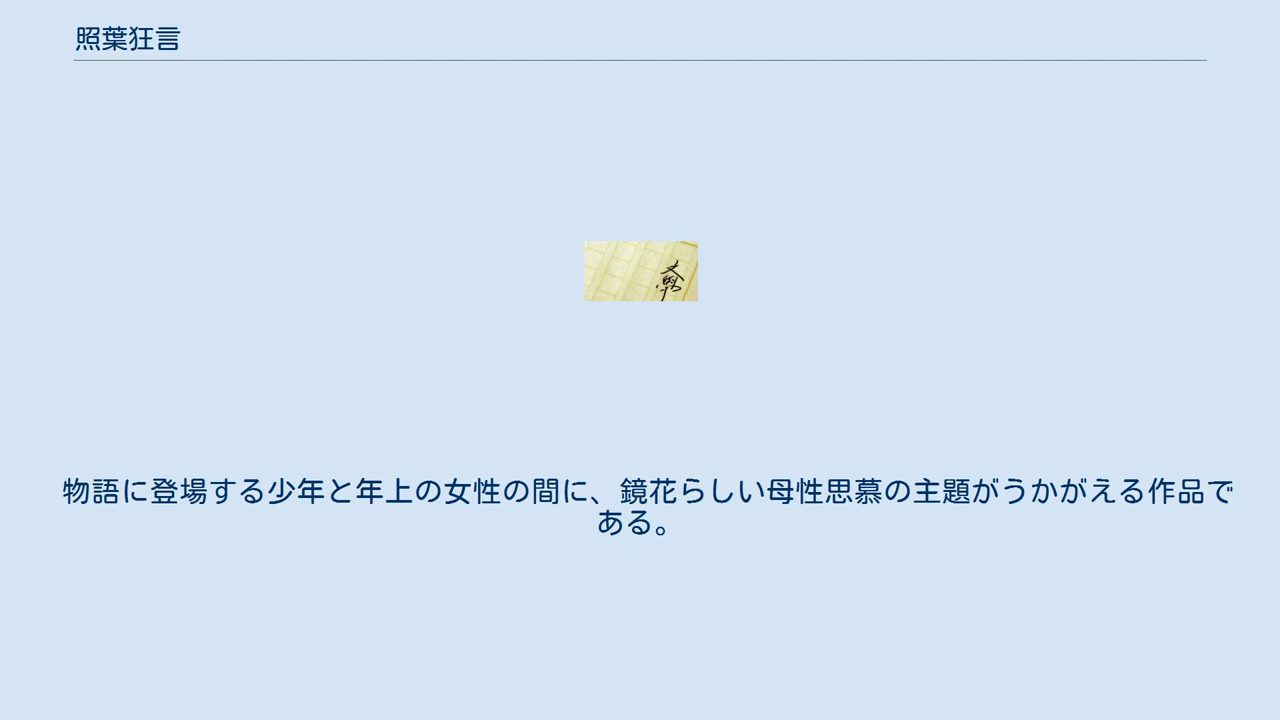 照葉狂言
物語に登場する少年と年上の女性の間に、鏡花らしい母性思慕の主題がうかがえる作品で
ある。